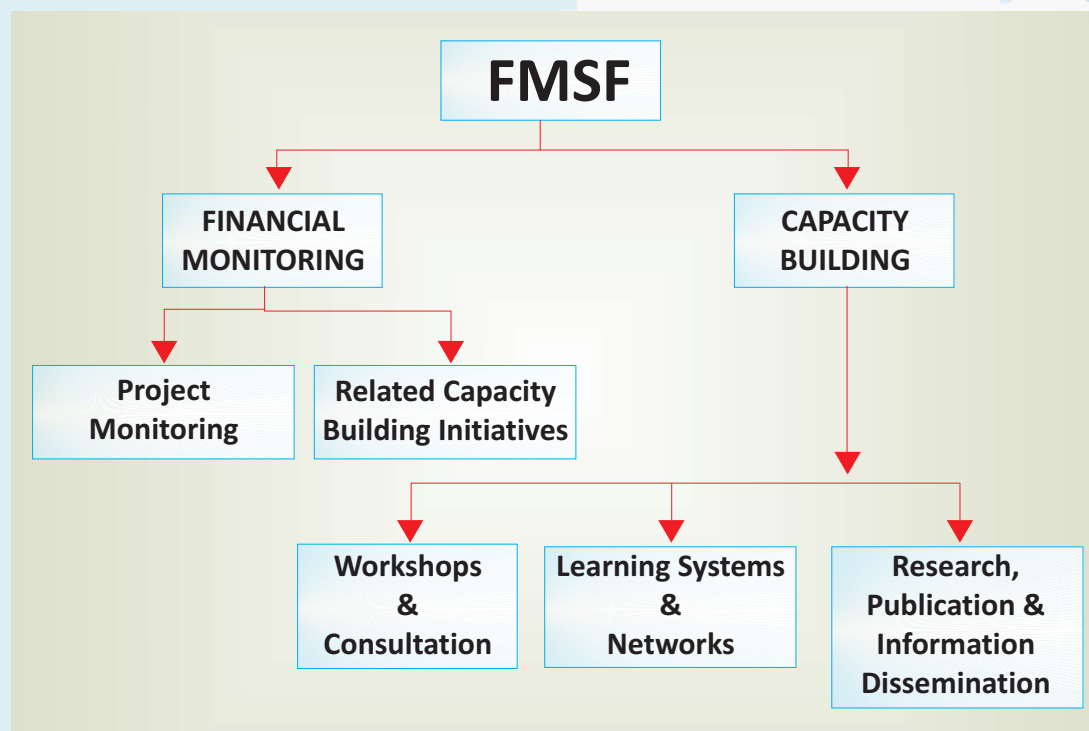 FMSF
FINANCIAL
MONITORING
CAPACITY
BUILDING
Project
Monitoring
Related Capacity
Building Initiatives
Workshops
&
Consultation
Learning Systems
&
Networks
Research,
Publication &
Information
Dissemination